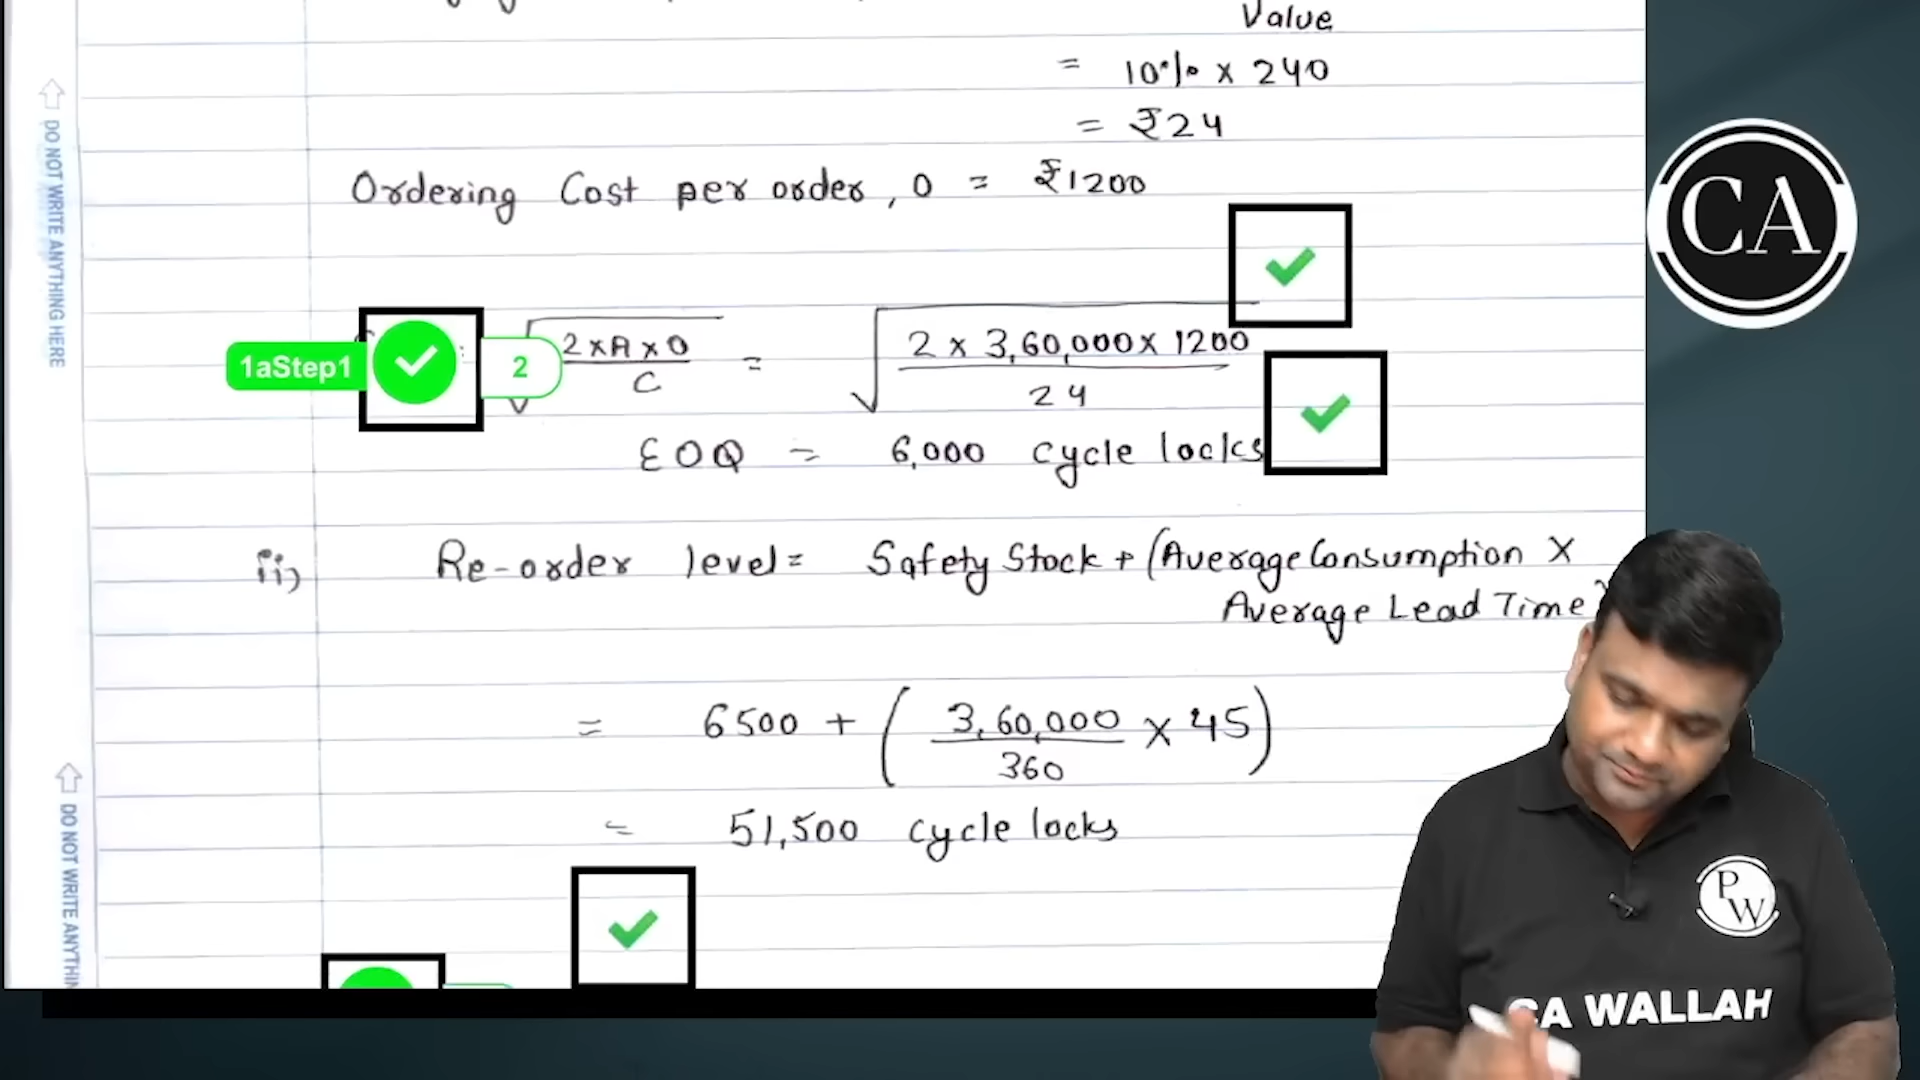 Value
= 10% x 240
= ₹24
Ordering Cost per order, O = ₹1200
1aStep1
2
2xAxO
C
=
2 x 3,60,000 x 1200
24
EOQ = 6,000 cycle locks
ii) Re-order level = Safety Stock + (Average Consumption X
Average Lead Time)
= 6500 + ( 3,60,000 x 45 )
360
= 51,500 cycle locks
DO NOT WRITE ANYTHING HERE
DO NOT WRITE ANYTHIN
CA
PW
CA WALLAH